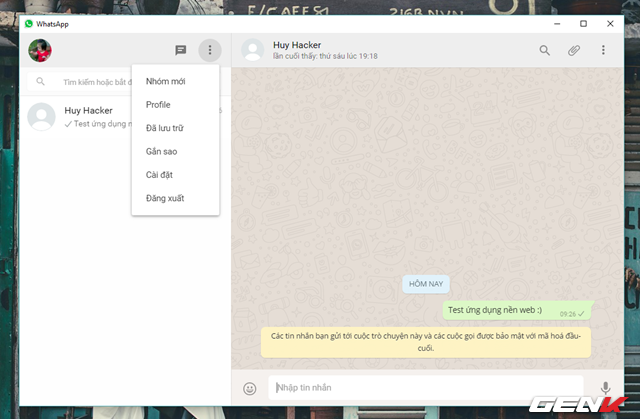 E/CAFE51
216B.NVN
WhatsApp
Huy Hacker
lần cuối thấy: thứ sáu lúc 19:18
Tìm kiếm hoặc bắt đ
Nhóm mới
Profile
Đã lưu trữ
Gắn sao
Cài đặt
Đăng xuất
Huy Hacker
Test ứng dụng nền
HÔM NAY
Test ứng dụng nền web :)
09:26
Các tin nhắn bạn gửi tới cuộc trò chuyện này và các cuộc gọi được bảo mật với mã hoá đầu-
cuối.
Nhập tin nhắn
GENK